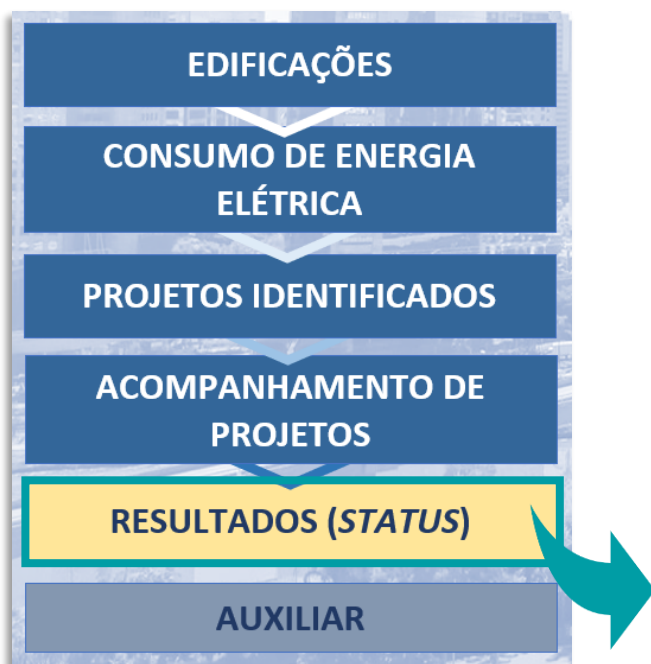 EDIFICAÇÕES
CONSUMO DE ENERGIA
ELÉTRICA
PROJETOS IDENTIFICADOS
ACOMPANHAMENTO DE
PROJETOS
RESULTADOS (STATUS)
AUXILIAR